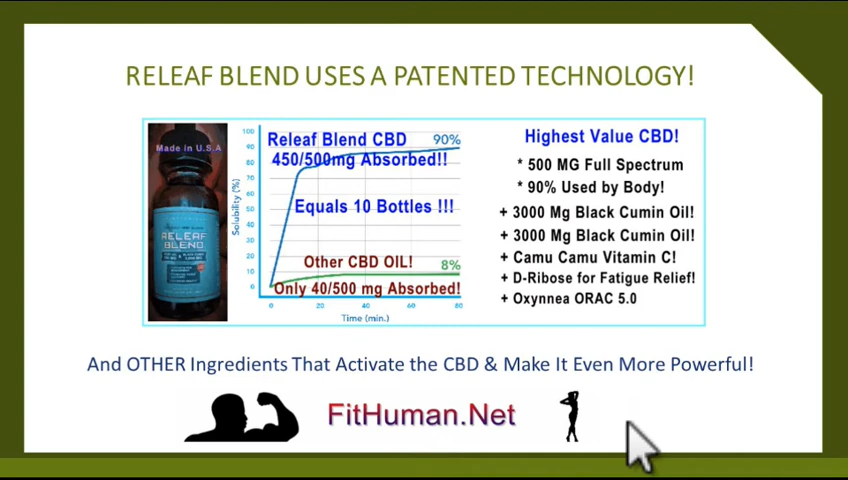 RELEAF BLEND USES A PATENTED TECHNOLOGY!
Made in U.S.A
RELEAF
BLEND
Solubility (%)
100
90
80
70
60
50
40
30
20
10
0
Releaf Blend CBD
90%
450/500mg Absorbed!!
Equals 10 Bottles !!!
Other CBD OIL!
8%
Only 40/500 mg Absorbed!
0 20 40 60 80
Time (min.)
Highest Value CBD!
* 500 MG Full Spectrum
* 90% Used by Body!
+ 3000 Mg Black Cumin Oil!
+ 3000 Mg Black Cumin Oil!
+ Camu Camu Vitamin C!
+ D-Ribose for Fatigue Relief!
+ Oxynnea ORAC 5.0
And OTHER Ingredients That Activate the CBD & Make It Even More Powerful!
FitHuman.Net